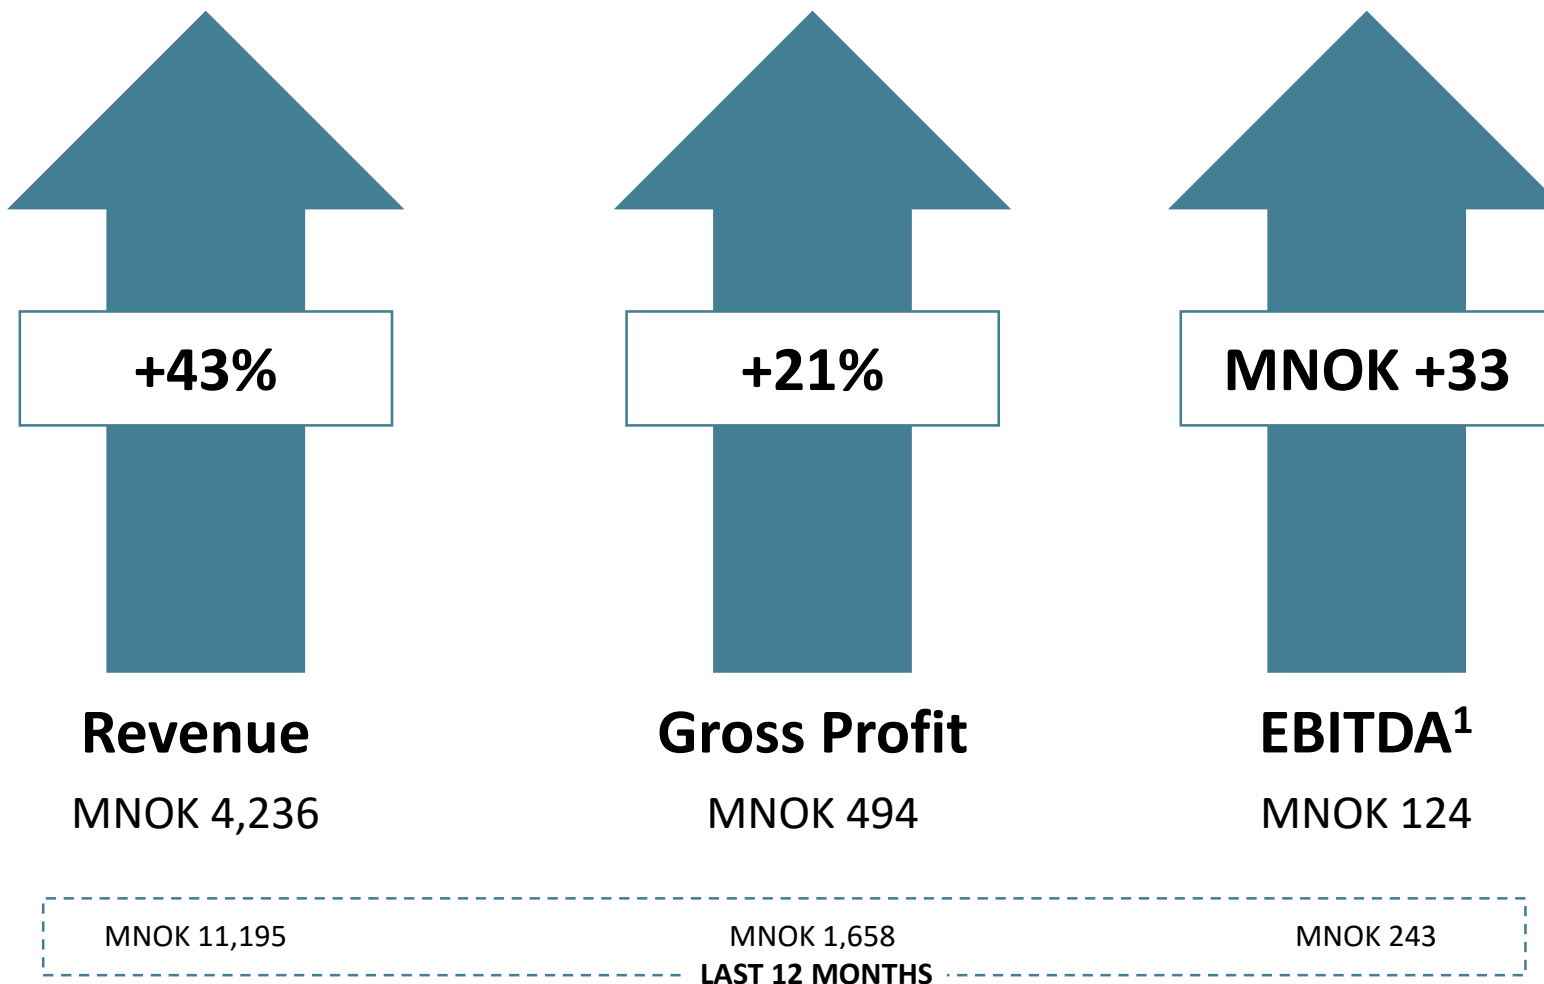 +43%
+21%
MNOK +33
Revenue
Gross Profit
EBITDA¹
MNOK 4,236
MNOK 494
MNOK 124
MNOK 11,195
MNOK 1,658
MNOK 243
LAST 12 MONTHS